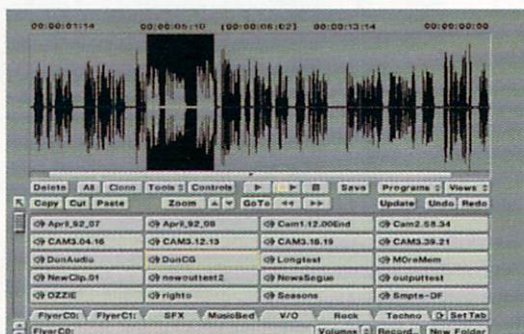 00:00:01:14 00:00:05:10 [00:00:06:02] 00:00:13:14 00:00:00:00
Delete All Clone Tools Controls Save Programs Views
Copy Cut Paste Zoom GoTo Update Undo Redo
April_92_07 April_92_08 Cam1.12.00End Cam2.58.34
CAM3.04.16 CAM3.12.13 CAM3.16.19 CAM3.39.21
DunAudio DunCG Longtest MOreMem
NewClip.01 newouttest2 NewsSegue outputtest
OZZIE righto Seasons Smpte-DF
FlyerC0: FlyerC1: SFX MusicBed V/O Rock Techno Set Tab
FlyerC0: Volumes Record.. New Folder